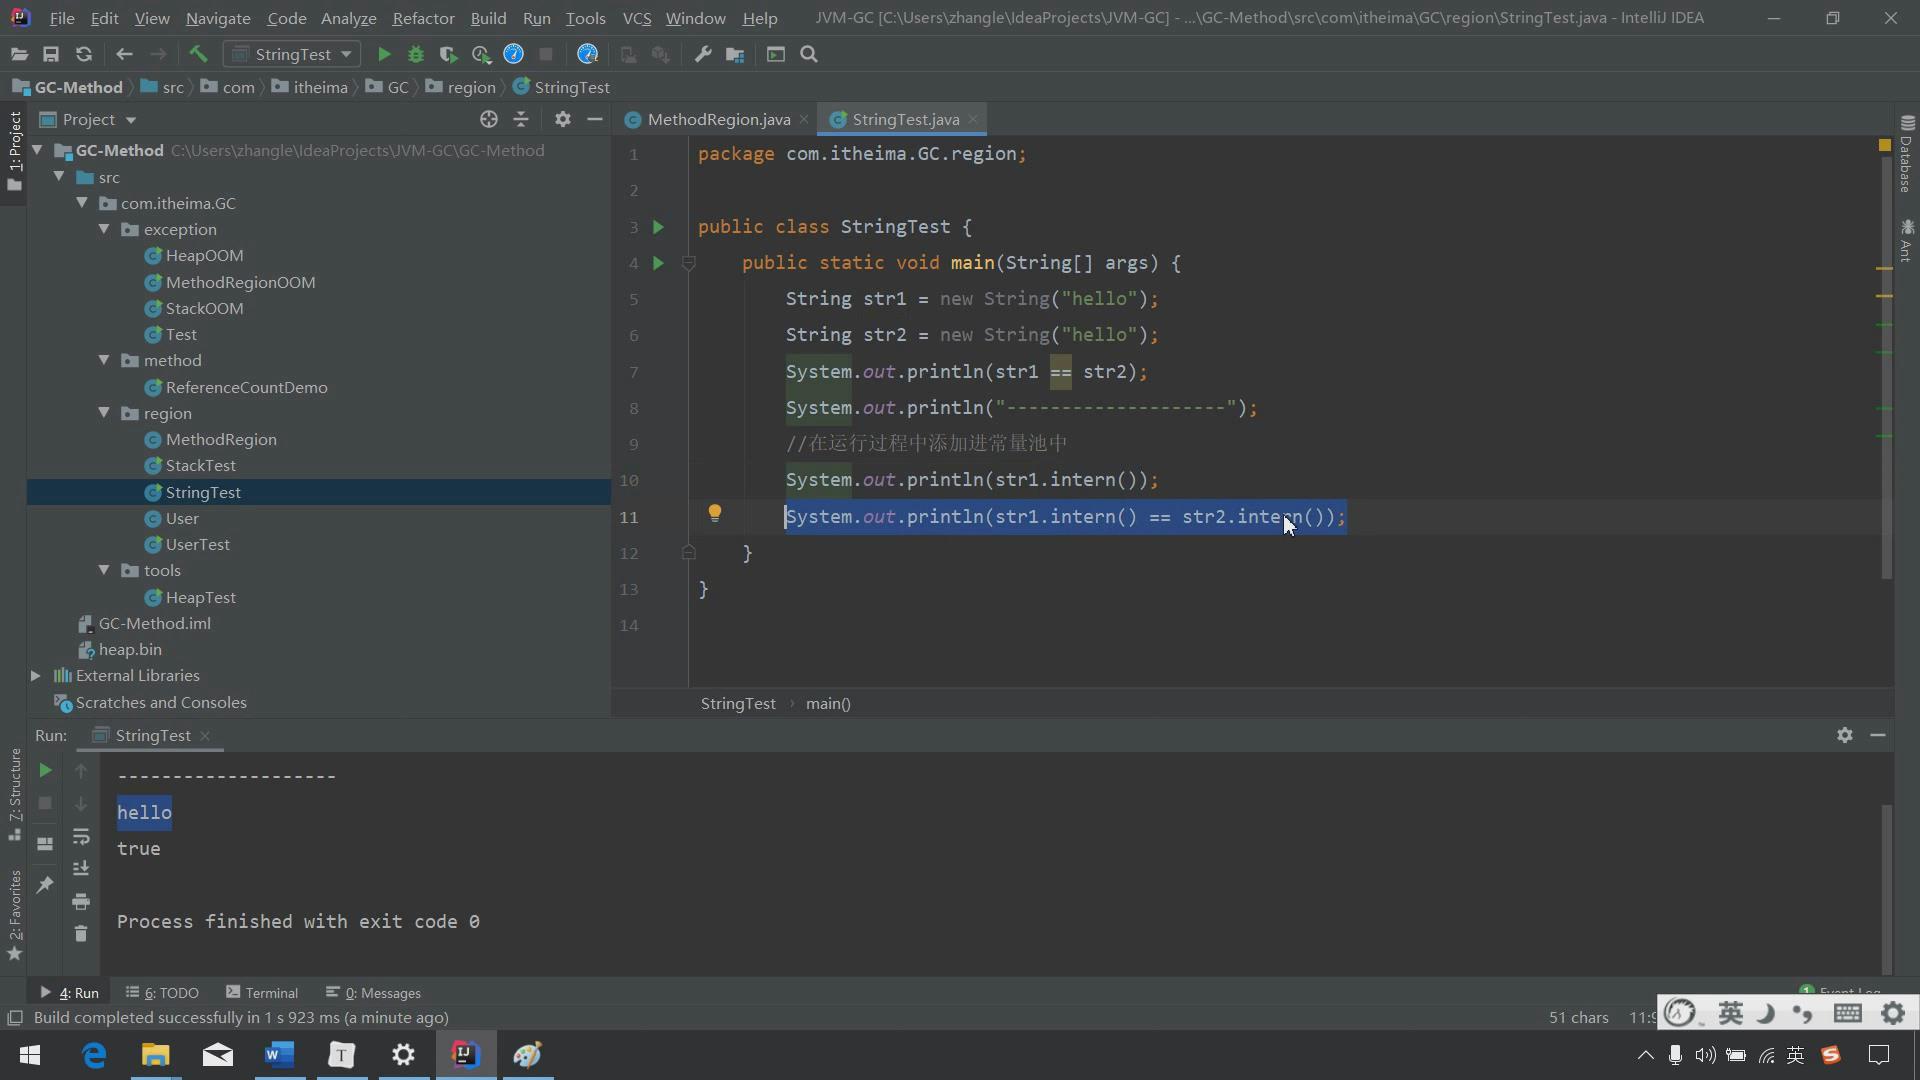 File Edit View Navigate Code Analyze Refactor Build Run Tools VCS Window Help JVM-GC [C:\Users\zhangle\IdeaProjects\JVM-GC] - ...\GC-Method\src\com\itheima\GC\region\StringTest.java - IntelliJ IDEA
StringTest
GC-Method src com itheima GC region StringTest
1: Project
Project
GC-Method C:\Users\zhangle\IdeaProjects\JVM-GC\GC-Method
src
com.itheima.GC
exception
HeapOOM
MethodRegionOOM
StackOOM
Test
method
ReferenceCountDemo
region
MethodRegion
StackTest
StringTest
User
UserTest
tools
HeapTest
GC-Method.iml
heap.bin
External Libraries
Scratches and Consoles
MethodRegion.java StringTest.java
1 package com.itheima.GC.region;
2
3 public class StringTest {
4 public static void main(String[] args) {
5 String str1 = new String("hello");
6 String str2 = new String("hello");
7 System.out.println(str1 == str2);
8 System.out.println("--------------------");
9 //在运行过程中添加进常量池中
10 System.out.println(str1.intern());
11 System.out.println(str1.intern() == str2.intern());
12 }
13 }
14
StringTest › main()
Database
Ant
Run: StringTest
7: Structure
2: Favorites
--------------------
hello
true
Process finished with exit code 0
4: Run 6: TODO Terminal 0: Messages
Build completed successfully in 1 s 923 ms (a minute ago)
51 chars
英
W T IJ
英 S